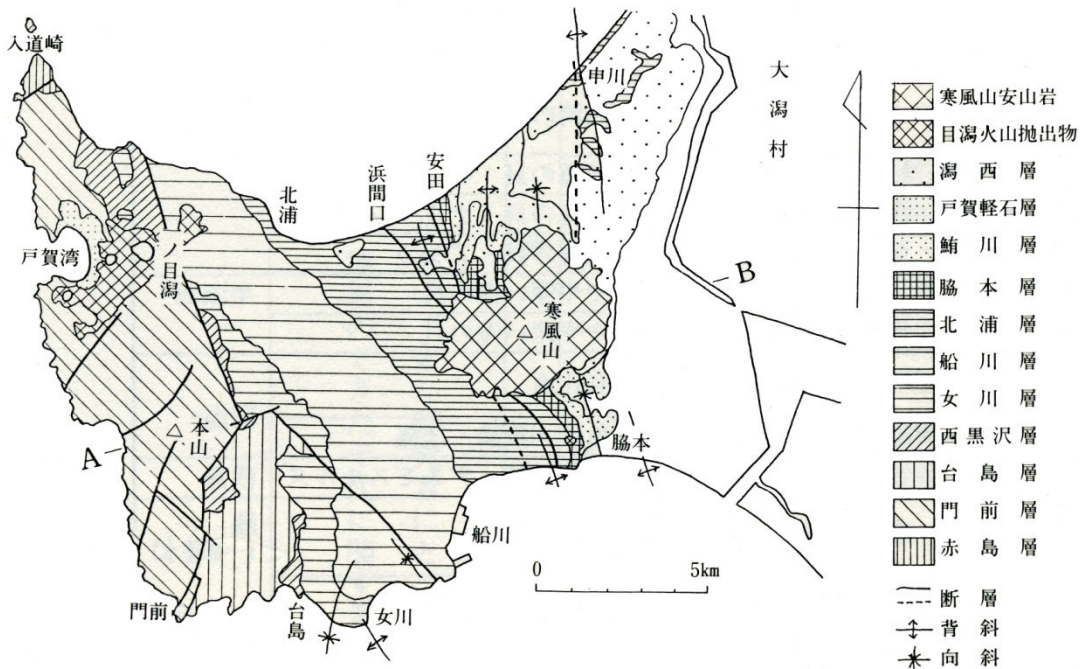 入道崎
戸賀湾
一ノ目潟
北浦
浜間口
安田
申川
大潟村
寒風山
本山
脇本
船川
門前
台島
女川
A
B
0 5km
寒風山安山岩
目潟火山抛出物
潟西層
戸賀軽石層
鮪川層
脇本層
北浦層
船川層
女川層
西黒沢層
台島層
門前層
赤島層
断層
背斜
向斜